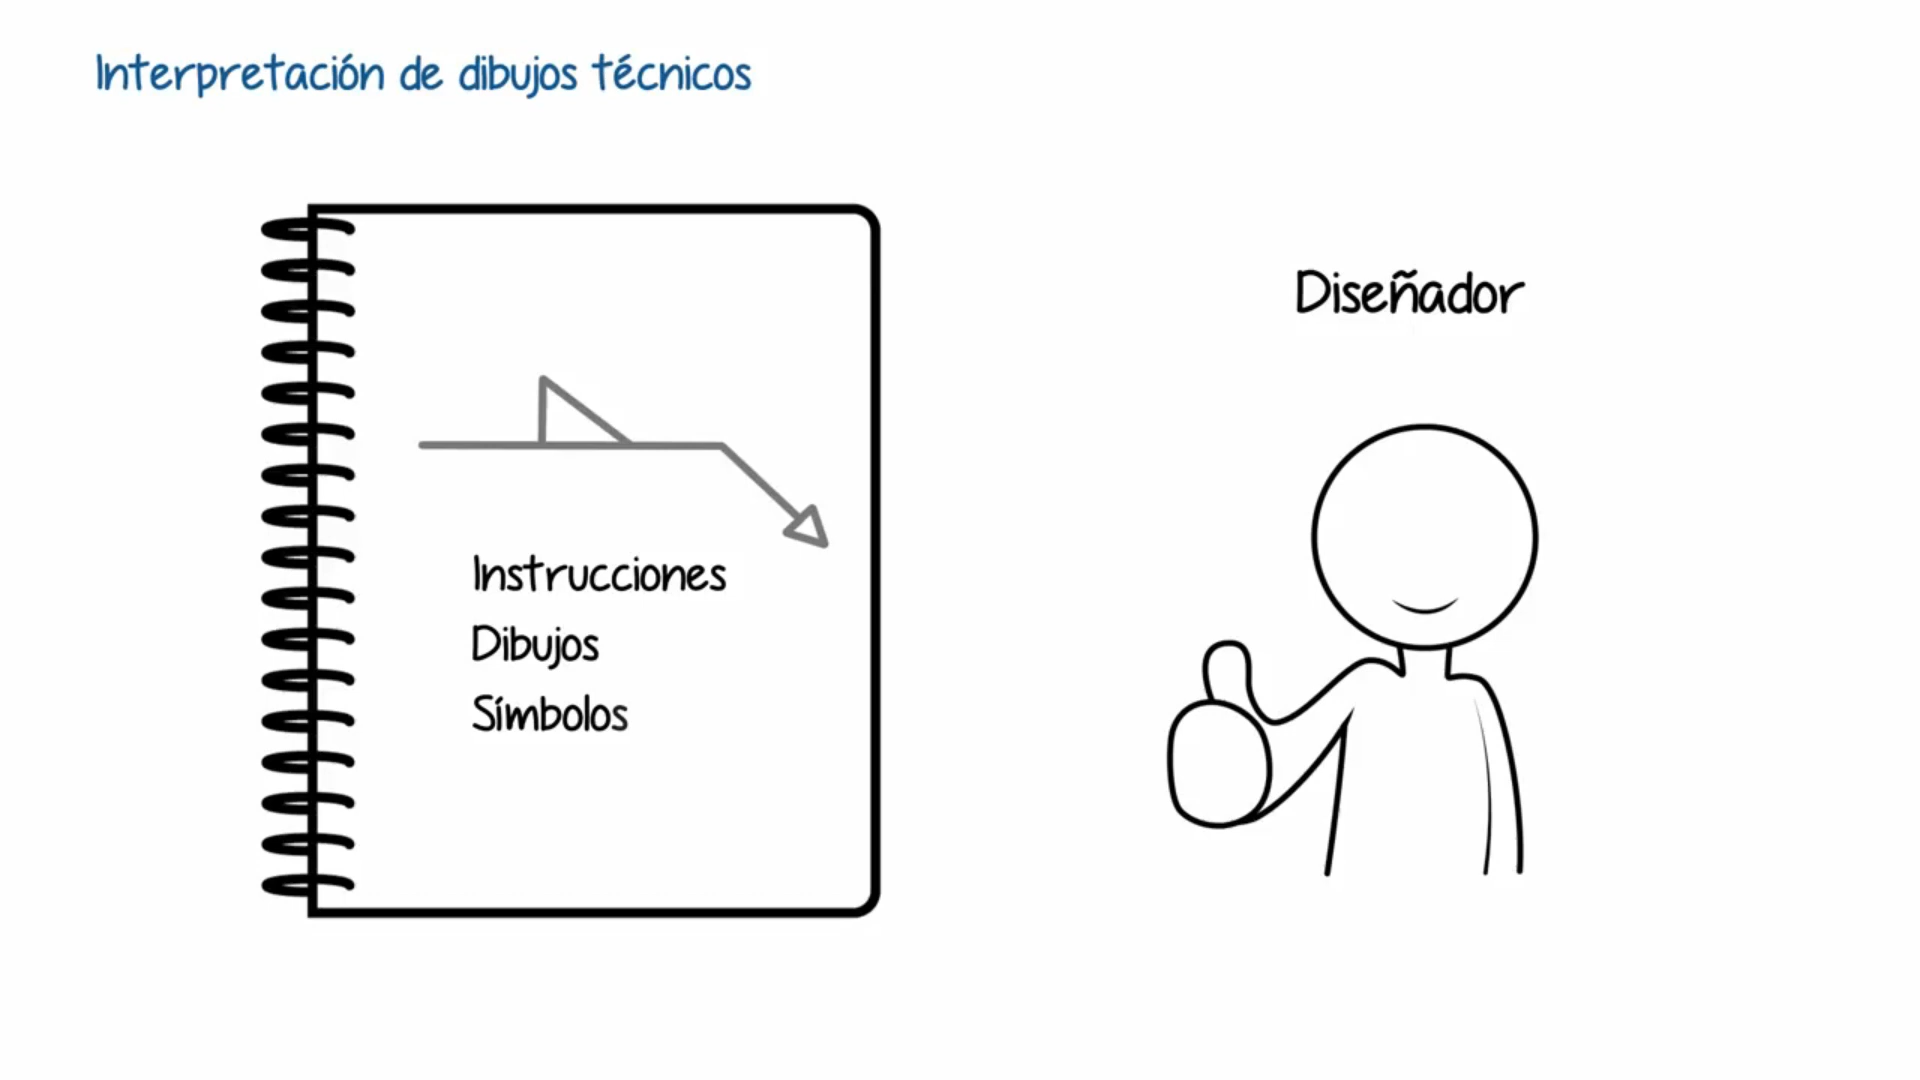 Interpretación de dibujos técnicos
Diseñador
Instrucciones
Dibujos
Símbolos